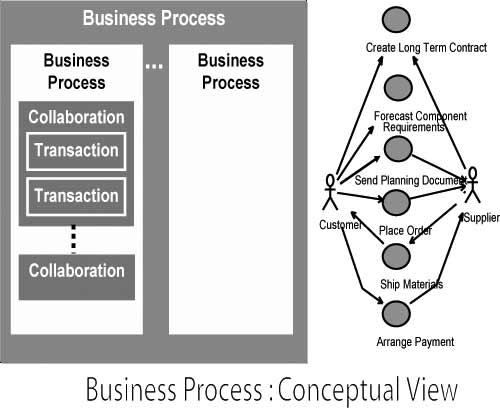 Business Process
Business
Process
...
Business
Process
Collaboration
Transaction
Transaction
Collaboration
Create Long Term Contract
Forecast Component
Requirements
Send Planning Document
Customer
Supplier
Place Order
Ship Materials
Arrange Payment
Business Process : Conceptual View